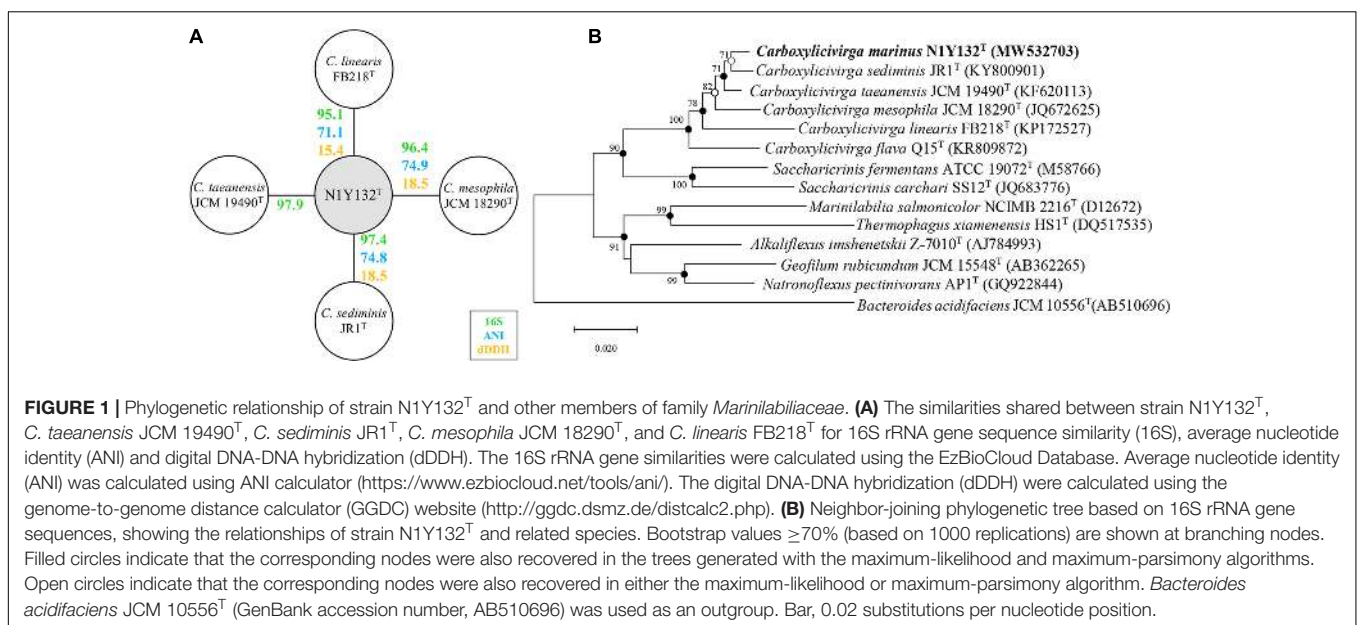 A
C. linearis
FB218ᵀ
95.1
71.1
15.4
C. taeanensis
JCM 19490ᵀ
97.9
N1Y132ᵀ
96.4
74.9
18.5
C. mesophila
JCM 18290ᵀ
97.4
74.8
18.5
C. sediminis
JR1ᵀ
16S
ANI
dDDH
B
71
Carboxylicivirga marinus N1Y132ᵀ (MW532703)
71
Carboxylicivirga sediminis JR1ᵀ (KY800901)
82
Carboxylicivirga taeanensis JCM 19490ᵀ (KF620113)
78
Carboxylicivirga mesophila JCM 18290ᵀ (JQ672625)
100
Carboxylicivirga linearis FB218ᵀ (KP172527)
90
Carboxylicivirga flava Q15ᵀ (KR809872)
Saccharicrinis fermentans ATCC 19072ᵀ (M58766)
100
Saccharicrinis carchari SS12ᵀ (JQ683776)
99
Marinilabilia salmonicolor NCIMB 2216ᵀ (D12672)
Thermophagus xiamenensis HS1ᵀ (DQ517535)
91
Alkaliflexus imshenetskii Z-7010ᵀ (AJ784993)
Geofilum rubicundum JCM 15548ᵀ (AB362265)
99
Natronoflexus pectinivorans AP1ᵀ (GQ922844)
Bacteroides acidifaciens JCM 10556ᵀ(AB510696)
0.020
FIGURE 1 | Phylogenetic relationship of strain N1Y132ᵀ and other members of family Marinilabiliaceae. (A) The similarities shared between strain N1Y132ᵀ,
C. taeanensis JCM 19490ᵀ, C. sediminis JR1ᵀ, C. mesophila JCM 18290ᵀ, and C. linearis FB218ᵀ for 16S rRNA gene sequence similarity (16S), average nucleotide
identity (ANI) and digital DNA-DNA hybridization (dDDH). The 16S rRNA gene similarities were calculated using the EzBioCloud Database. Average nucleotide identity
(ANI) was calculated using ANI calculator (https://www.ezbiocloud.net/tools/ani/). The digital DNA-DNA hybridization (dDDH) were calculated using the
genome-to-genome distance calculator (GGDC) website (http://ggdc.dsmz.de/distcalc2.php). (B) Neighbor-joining phylogenetic tree based on 16S rRNA gene
sequences, showing the relationships of strain N1Y132ᵀ and related species. Bootstrap values ≥70% (based on 1000 replications) are shown at branching nodes.
Filled circles indicate that the corresponding nodes were also recovered in the trees generated with the maximum-likelihood and maximum-parsimony algorithms.
Open circles indicate that the corresponding nodes were also recovered in either the maximum-likelihood or maximum-parsimony algorithm. Bacteroides
acidifaciens JCM 10556ᵀ (GenBank accession number, AB510696) was used as an outgroup. Bar, 0.02 substitutions per nucleotide position.